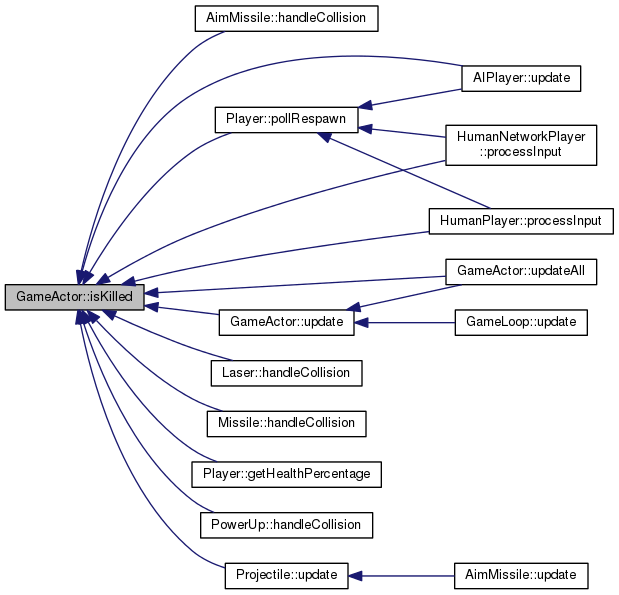 AimMissile::handleCollision
AIPlayer::update
Player::pollRespawn
HumanNetworkPlayer
::processInput
HumanPlayer::processInput
GameActor::updateAll
GameActor::isKilled
GameActor::update
GameLoop::update
Laser::handleCollision
Missile::handleCollision
Player::getHealthPercentage
PowerUp::handleCollision
Projectile::update
AimMissile::update